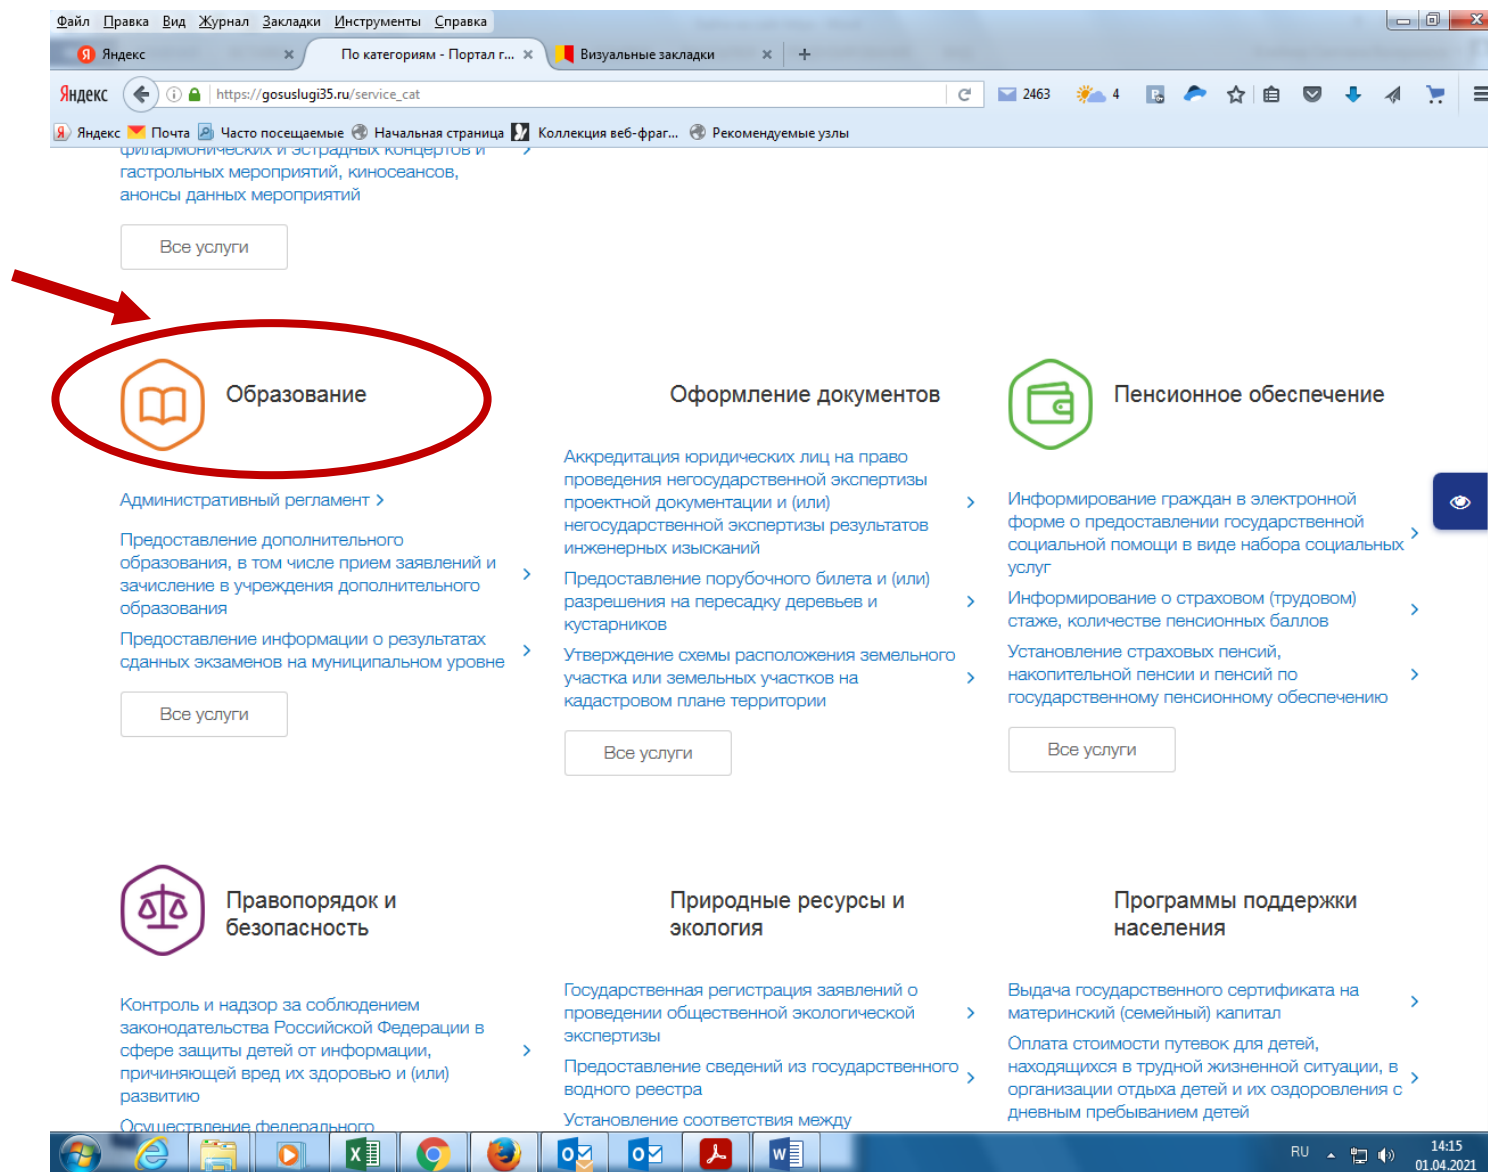 Файл Правка Вид Журнал Закладки Инструменты Справка
Яндекс
По категориям - Портал г...
Визуальные закладки
Яндекс
https://gosuslugi35.ru/service_cat
2463
4
Яндекс Почта Часто посещаемые Начальная страница Коллекция веб-фраг... Рекомендуемые узлы
филармонических и эстрадных концертов и
гастрольных мероприятий, киносеансов,
анонсы данных мероприятий
Все услуги
Образование
Административный регламент
Предоставление дополнительного
образования, в том числе прием заявлений и
зачисление в учреждения дополнительного
образования
Предоставление информации о результатах
сданных экзаменов на муниципальном уровне
Все услуги
Оформление документов
Аккредитация юридических лиц на право
проведения негосударственной экспертизы
проектной документации и (или)
негосударственной экспертизы результатов
инженерных изысканий
Предоставление порубочного билета и (или)
разрешения на пересадку деревьев и
кустарников
Утверждение схемы расположения земельного
участка или земельных участков на
кадастровом плане территории
Все услуги
Пенсионное обеспечение
Информирование граждан в электронной
форме о предоставлении государственной
социальной помощи в виде набора социальных
услуг
Информирование о страховом (трудовом)
стаже, количестве пенсионных баллов
Установление страховых пенсий,
накопительной пенсии и пенсий по
государственному пенсионному обеспечению
Все услуги
Правопорядок и
безопасность
Контроль и надзор за соблюдением
законодательства Российской Федерации в
сфере защиты детей от информации,
причиняющей вред их здоровью и (или)
развитию
Осуществление федерального
Природные ресурсы и
экология
Государственная регистрация заявлений о
проведении общественной экологической
экспертизы
Предоставление сведений из государственного
водного реестра
Установление соответствия между
Программы поддержки
населения
Выдача государственного сертификата на
материнский (семейный) капитал
Оплата стоимости путевок для детей,
находящихся в трудной жизненной ситуации, в
организации отдыха детей и их оздоровления с
дневным пребыванием детей
RU
14:15
01.04.2021